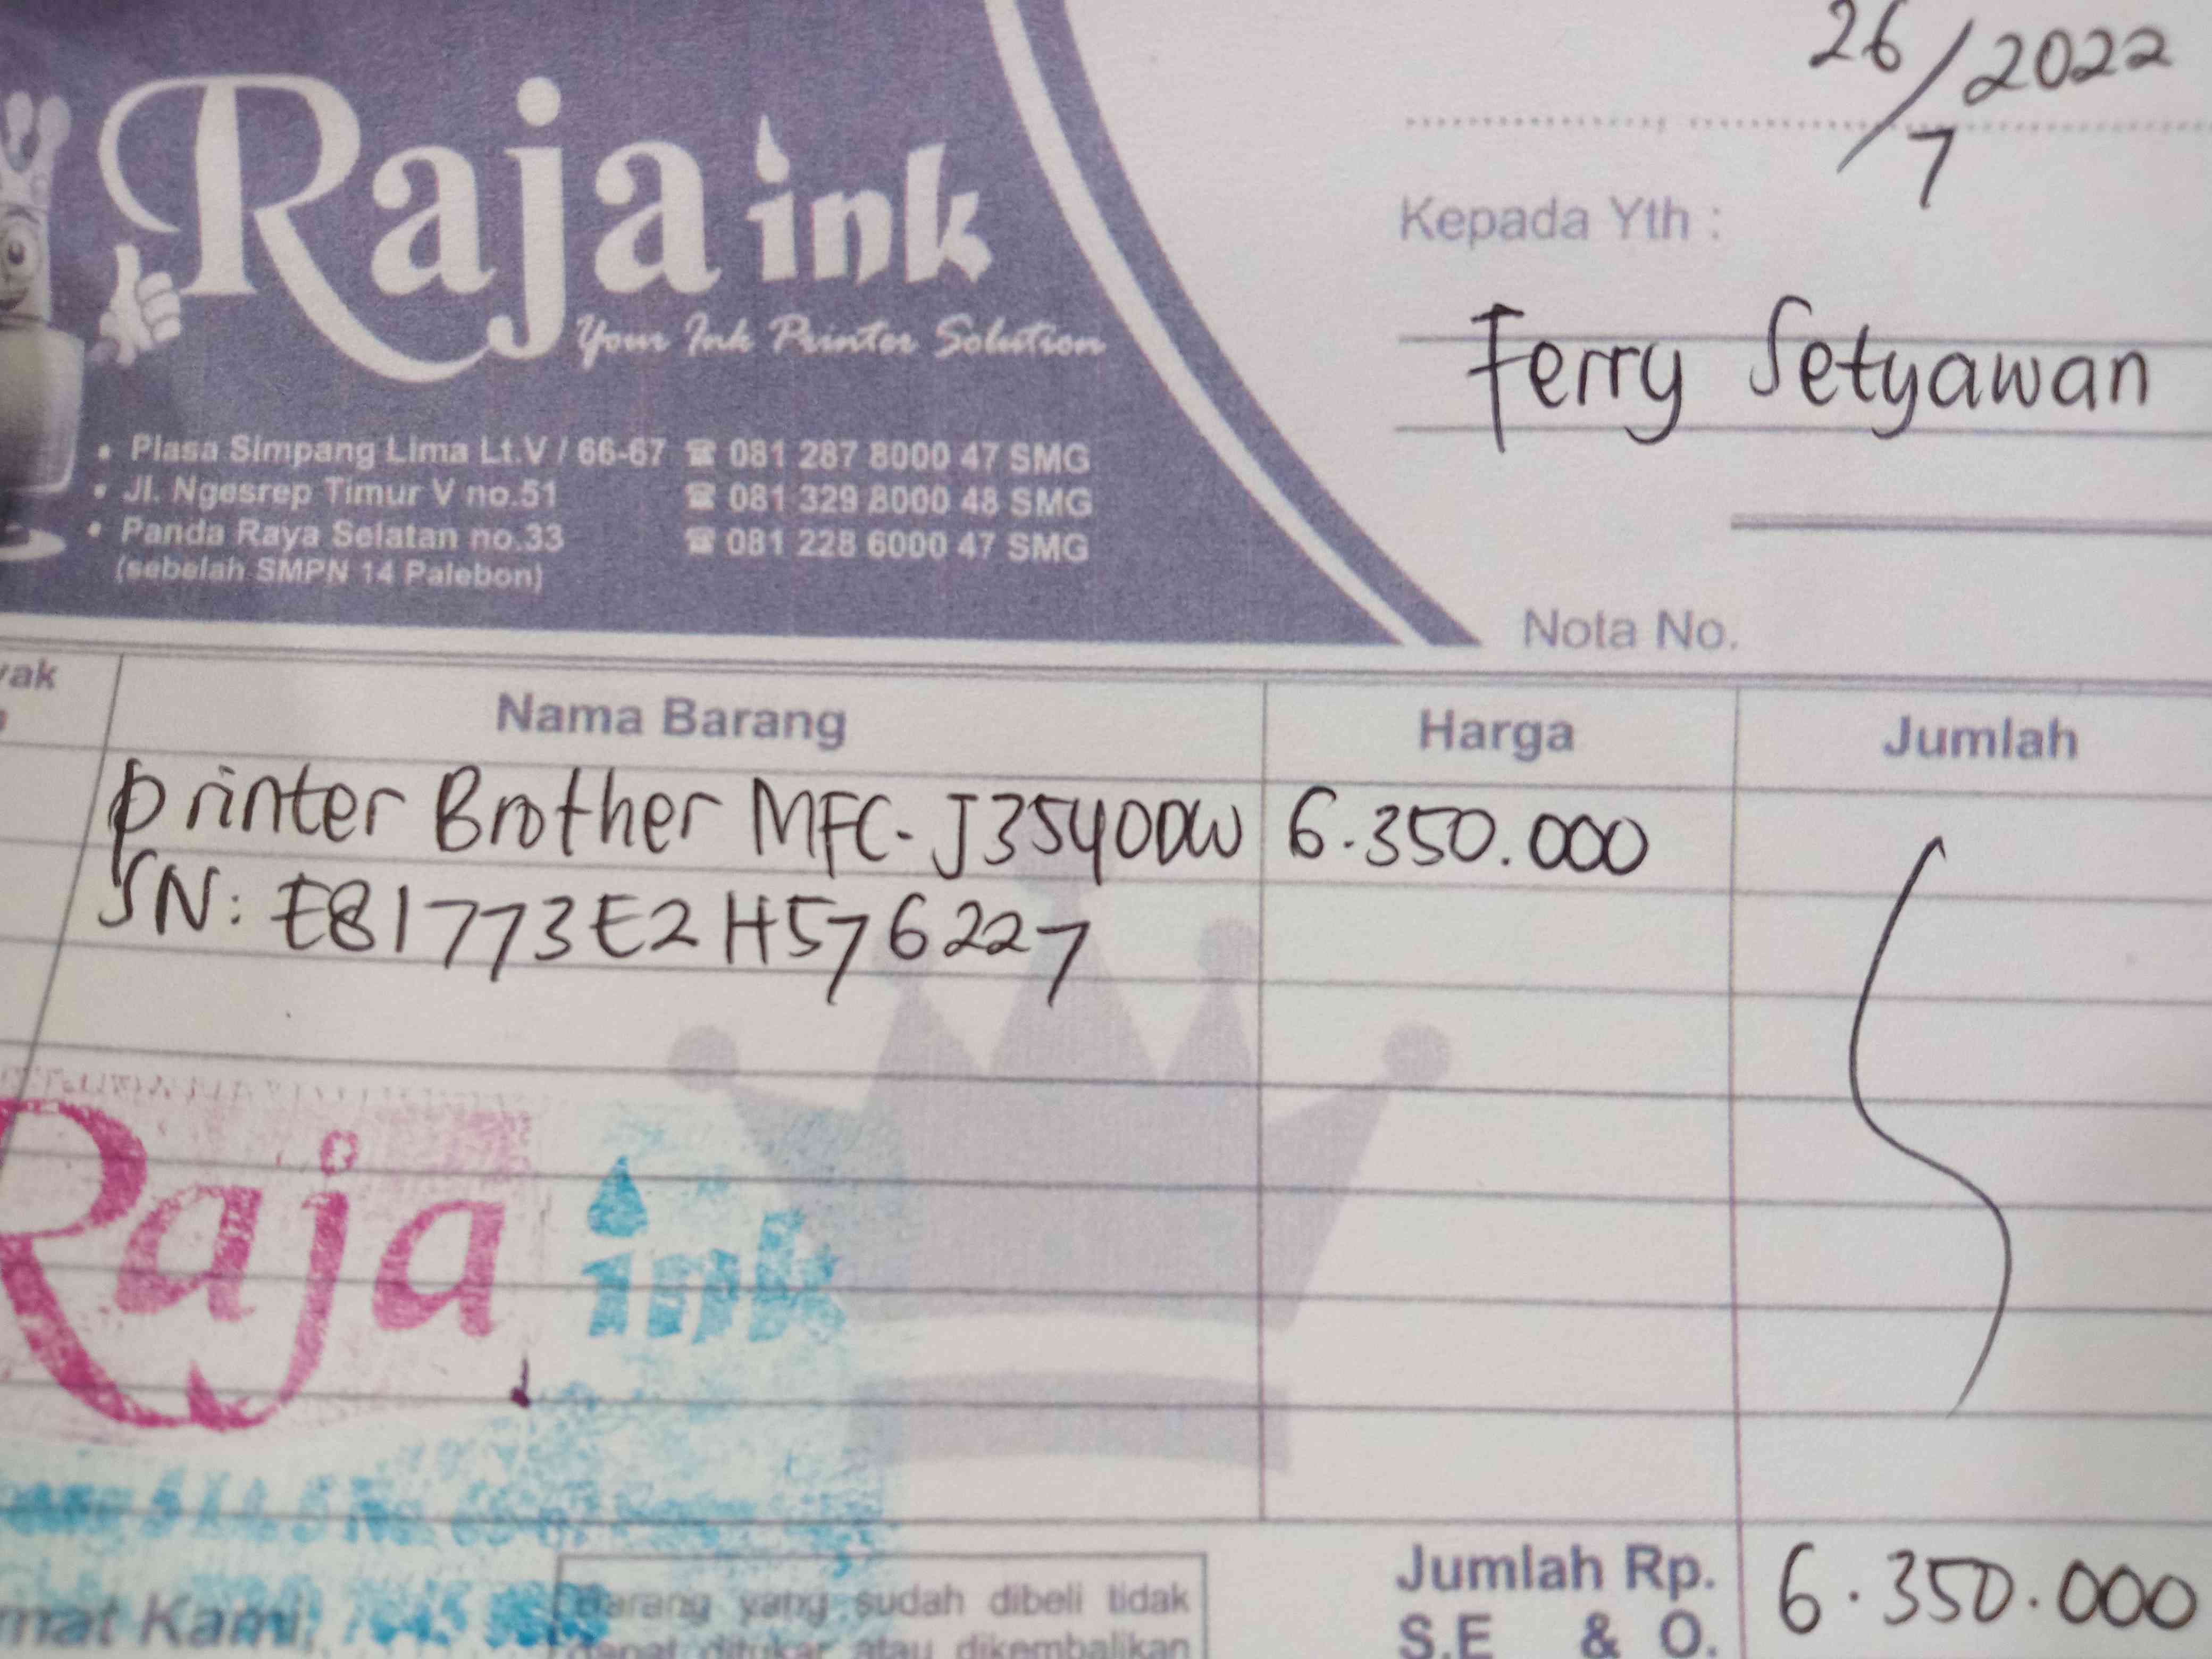 Raja ink
Your Ink Printer Solution
• Plasa Simpang Lima Lt.V / 66-67 ☎ 081 287 8000 47 SMG
• Jl. Ngesrep Timur V no.51 ☎ 081 329 8000 48 SMG
• Panda Raya Selatan no.33 ☎ 081 228 6000 47 SMG
(sebelah SMPN 14 Palebon)
26/7 2022
Kepada Yth :
Ferry Setyawan
Nota No.
yak Nama Barang Harga Jumlah
Printer Brother MFC-J3540DW 6.350.000
SN: E81773E2H576227
Raja ink
mat Kami,
Barang yang sudah dibeli tidak
dapat ditukar atau dikembalikan
Jumlah Rp. 6.350.000
S.E & O.